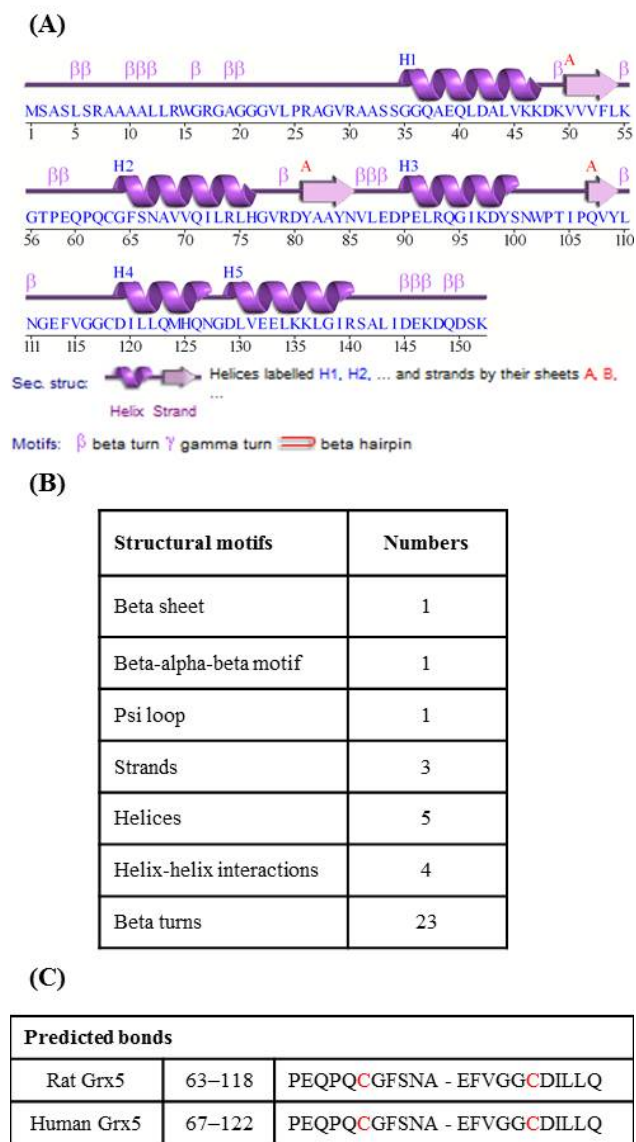 (A)
ββ βββ β ββ H1 β A β
MSASLSRAAAALLRWGRGAGGGVLPRAGVRAASSGGQAEQLDALVKKDKVVVFLK
1 5 10 15 20 25 30 35 40 45 50 55
ββ H2 β A βββ H3 A β
GTPEQPQCGFSNAVVQILRLHGVRDYAAYNVLEDPELRQGIKDYSNWPTIPQVYL
56 60 65 70 75 80 85 90 95 100 105 110
β H4 H5 βββ ββ
NGEFVGGCDILLQMHQNGDLVEELKKLGIRSALIDEKDQDSK
111 115 120 125 130 135 140 145 150
Sec. struc: Helices labelled H1, H2, ... and strands by their sheets A, B,
...
Helix Strand
Motifs: β beta turn γ gamma turn beta hairpin
(B)
Structural motifs Numbers
Beta sheet 1
Beta-alpha-beta motif 1
Psi loop 1
Strands 3
Helices 5
Helix-helix interactions 4
Beta turns 23
(C)
Predicted bonds
Rat Grx5 63–118 PEQPQCGFSNA - EFVGGCDILLQ
Human Grx5 67–122 PEQPQCGFSNA - EFVGGCDILLQ